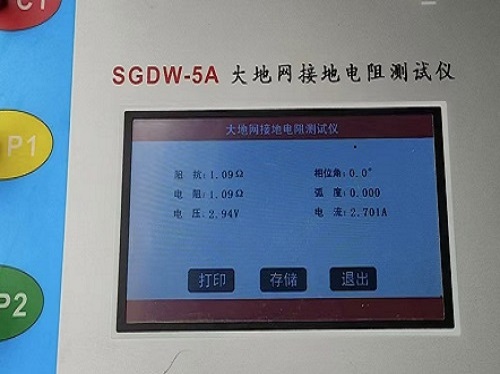 C1
SGDW-5A 大地网接地电阻测试仪
P1
大地网接地电阻测试仪
阻 抗:1.09Ω 相位角:0.0°
电 阻:1.09Ω 弧 度:0.000
电 压:2.94V 电 流:2.701A
打印 存储 退出
P2